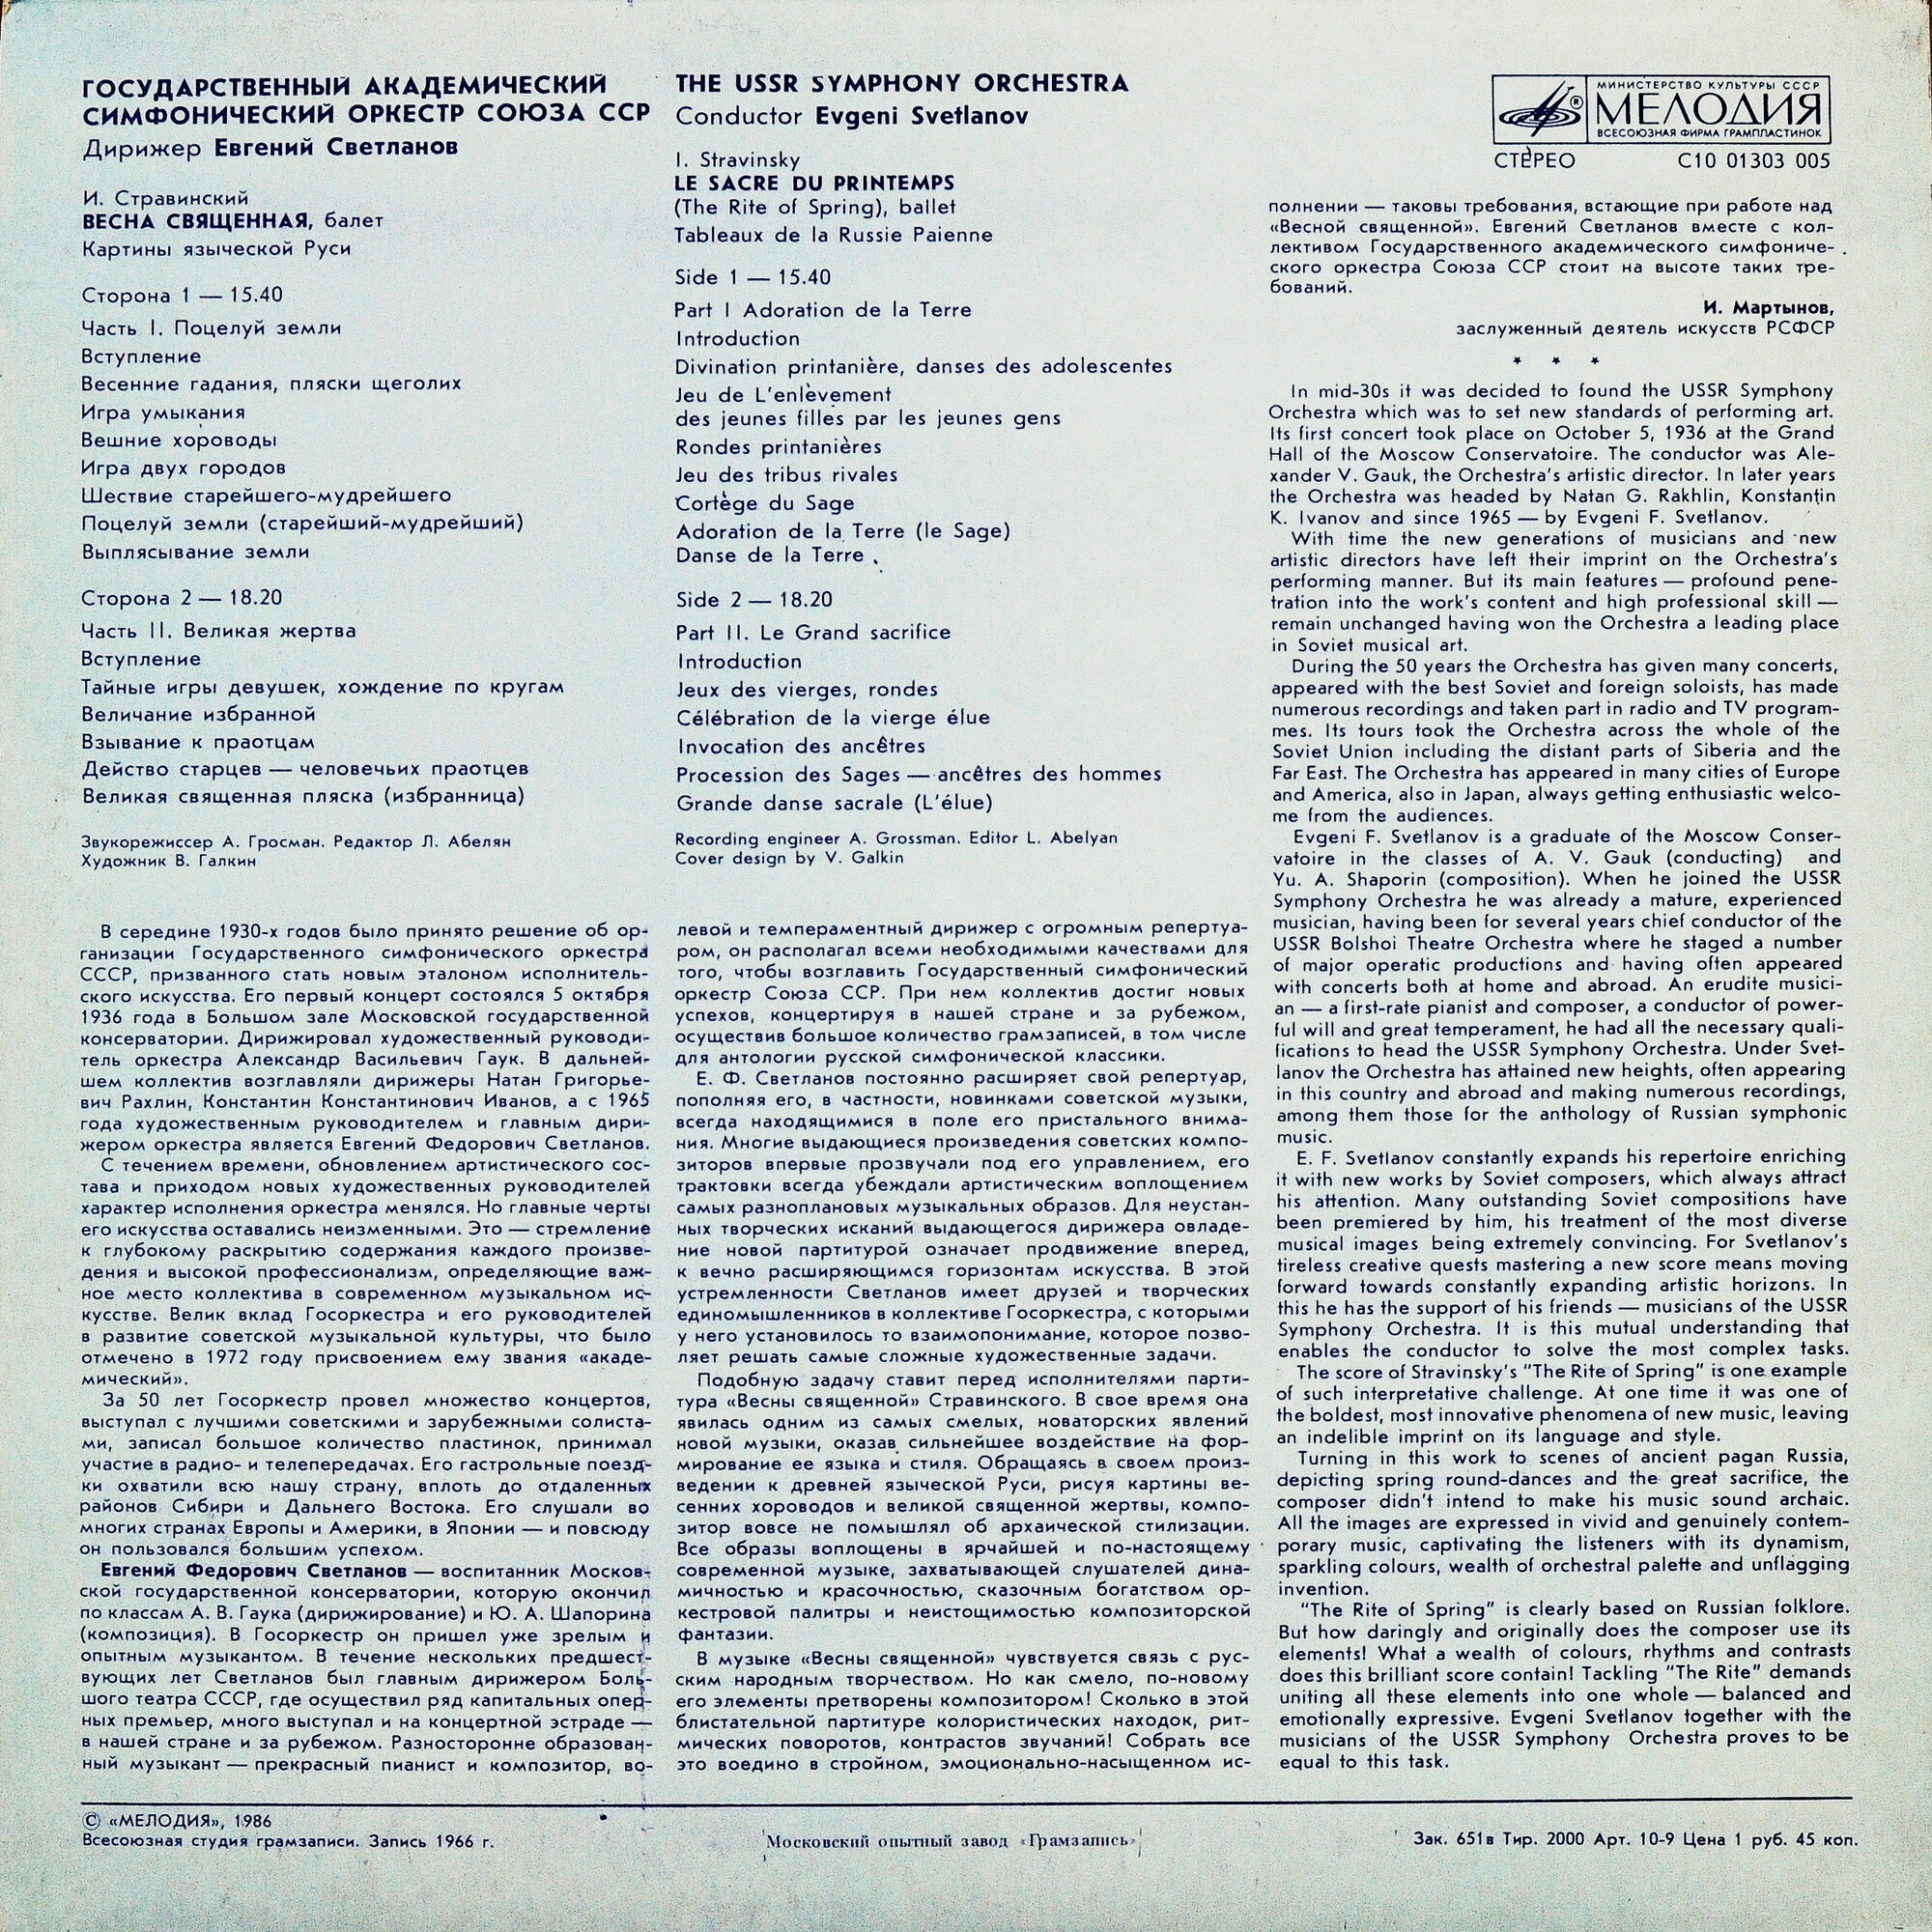 ГОСУДАРСТВЕННЫЙ АКАДЕМИЧЕСКИЙ
СИМФОНИЧЕСКИЙ ОРКЕСТР СОЮЗА ССР
Дирижер Евгений Светланов
И. Стравинский
ВЕСНА СВЯЩЕННАЯ, балет
Картины языческой Руси
Сторона 1 — 15.40
Часть I. Поцелуй земли
Вступление
Весенние гадания, пляски щеголих
Игра умыкания
Вешние хороводы
Игра двух городов
Шествие старейшего-мудрейшего
Поцелуй земли (старейший-мудрейший)
Выплясывание земли
Сторона 2 — 18.20
Часть II. Великая жертва
Вступление
Тайные игры девушек, хождение по кругам
Величание избранной
Взывание к праотцам
Действо старцев — человечьих праотцев
Великая священная пляска (избранница)
Звукорежиссер А. Гросман. Редактор Л. Абелян
Художник В. Галкин
THE USSR SYMPHONY ORCHESTRA
Conductor Evgeni Svetlanov
I. Stravinsky
LE SACRE DU PRINTEMPS
(The Rite of Spring), ballet
Tableaux de la Russie Paienne
Side 1 — 15.40
Part I Adoration de la Terre
Introduction
Divination printanière, danses des adolescentes
Jeu de L'enlèvement
des jeunes filles par les jeunes gens
Rondes printanières
Jeu des tribus rivales
Cortège du Sage
Adoration de la Terre (le Sage)
Danse de la Terre
Side 2 — 18.20
Part II. Le Grand sacrifice
Introduction
Jeux des vierges, rondes
Célébration de la vierge élue
Invocation des ancêtres
Procession des Sages — ancêtres des hommes
Grande danse sacrale (L'élue)
Recording engineer A. Grossman. Editor L. Abelyan
Cover design by V. Galkin
МИНИСТЕРСТВО КУЛЬТУРЫ СССР
® МЕЛОДИЯ
ВСЕСОЮЗНАЯ ФИРМА ГРАМПЛАСТИНОК
СТЕРЕО С10 01303 005
В середине 1930-х годов было принято решение об ор-
ганизации Государственного симфонического оркестра
СССР, призванного стать новым эталоном исполнитель-
ского искусства. Его первый концерт состоялся 5 октября
1936 года в Большом зале Московской государственной
консерватории. Дирижировал художественный руководи-
тель оркестра Александр Васильевич Гаук. В дальней-
шем коллектив возглавляли дирижеры Натан Григорье-
вич Рахлин, Константин Константинович Иванов, а с 1965
года художественным руководителем и главным дири-
жером оркестра является Евгений Федорович Светланов.
С течением времени, обновлением артистического сос-
тава и приходом новых художественных руководителей
характер исполнения оркестра менялся. Но главные черты
его искусства оставались неизменными. Это — стремление
к глубокому раскрытию содержания каждого произве-
дения и высокой профессионализм, определяющие важ-
ное место коллектива в современном музыкальном ис-
кусстве. Велик вклад Госоркестра и его руководителей
в развитие советской музыкальной культуры, что было
отмечено в 1972 году присвоением ему звания «акаде-
мический».
За 50 лет Госоркестр провел множество концертов,
выступал с лучшими советскими и зарубежными солиста-
ми, записал большое количество пластинок, принимал
участие в радио- и телепередачах. Его гастрольные поезд-
ки охватили всю нашу страну, вплоть до отдаленных
районов Сибири и Дальнего Востока. Его слушали во
многих странах Европы и Америки, в Японии — и повсюду
он пользовался большим успехом.
Евгений Федорович Светланов — воспитанник Москов-
ской государственной консерватории, которую окончил
по классам А. В. Гаука (дирижирование) и Ю. А. Шапорина
(композиция). В Госоркестр он пришел уже зрелым и
опытным музыкантом. В течение нескольких предшест-
вующих лет Светланов был главным дирижером Боль-
шого театра СССР, где осуществил ряд капитальных опер-
ных премьер, много выступал и на концертной эстраде —
в нашей стране и за рубежом. Разносторонне образован-
ный музыкант — прекрасный пианист и композитор, во-
левой и темпераментный дирижер с огромным репертуа-
ром, он располагал всеми необходимыми качествами для
того, чтобы возглавить Государственный симфонический
оркестр Союза ССР. При нем коллектив достиг новых
успехов, концертируя в нашей стране и за рубежом,
осуществив большое количество грамзаписей, в том числе
для антологии русской симфонической классики.
Е. Ф. Светланов постоянно расширяет свой репертуар,
пополняя его, в частности, новинками советской музыки,
всегда находящимися в поле его пристального внима-
ния. Многие выдающиеся произведения советских компо-
зиторов впервые прозвучали под его управлением, его
трактовки всегда убеждали артистическим воплощением
самых разноплановых музыкальных образов. Для неустан-
ных творческих исканий выдающегося дирижера овладе-
ние новой партитурой означает продвижение вперед,
к вечно расширяющимся горизонтам искусства. В этой
устремленности Светланов имеет друзей и творческих
единомышленников в коллективе Госоркестра, с которыми
у него установилось то взаимопонимание, которое позво-
ляет решать самые сложные художественные задачи.
Подобную задачу ставит перед исполнителями парти-
тура «Весны священной» Стравинского. В свое время она
явилась одним из самых смелых, новаторских явлений
новой музыки, оказав сильнейшее воздействие на фор-
мирование ее языка и стиля. Обращаясь в своем произ-
ведении к древней языческой Руси, рисуя картины ве-
сенних хороводов и великой священной жертвы, компо-
зитор вовсе не помышлял об архаической стилизации.
Все образы воплощены в ярчайшей и по-настоящему
современной музыке, захватывающей слушателей дина-
мичностью и красочностью, сказочным богатством ор-
кестровой палитры и неистощимостью композиторской
фантазии.
В музыке «Весны священной» чувствуется связь с рус-
ским народным творчеством. Но как смело, по-новому
его элементы претворены композитором! Сколько в этой
блистательной партитуре колористических находок, рит-
мических поворотов, контрастов звучаний! Собрать все
это воедино в стройном, эмоционально-насыщенном ис-
полнении — таковы требования, встающие при работе над
«Весной священной». Евгений Светланов вместе с кол-
лективом Государственного академического симфониче-
ского оркестра Союза ССР стоит на высоте таких тре-
бований.
И. Мартынов,
заслуженный деятель искусств РСФСР
* * *
In mid-30s it was decided to found the USSR Symphony
Orchestra which was to set new standards of performing art.
Its first concert took place on October 5, 1936 at the Grand
Hall of the Moscow Conservatoire. The conductor was Ale-
xander V. Gauk, the Orchestra's artistic director. In later years
the Orchestra was headed by Natan G. Rakhlin, Konstantin
K. Ivanov and since 1965 — by Evgeni F. Svetlanov.
With time the new generations of musicians and new
artistic directors have left their imprint on the Orchestra's
performing manner. But its main features — profound pene-
tration into the work's content and high professional skill —
remain unchanged having won the Orchestra a leading place
in Soviet musical art.
During the 50 years the Orchestra has given many concerts,
appeared with the best Soviet and foreign soloists, has made
numerous recordings and taken part in radio and TV program-
mes. Its tours took the Orchestra across the whole of the
Soviet Union including the distant parts of Siberia and the
Far East. The Orchestra has appeared in many cities of Europe
and America, also in Japan, always getting enthusiastic welco-
me from the audiences.
Evgeni F. Svetlanov is a graduate of the Moscow Conser-
vatoire in the classes of A. V. Gauk (conducting) and
Yu. A. Shaporin (composition). When he joined the USSR
Symphony Orchestra he was already a mature, experienced
musician, having been for several years chief conductor of the
USSR Bolshoi Theatre Orchestra where he staged a number
of major operatic productions and having often appeared
with concerts both at home and abroad. An erudite musici-
an — a first-rate pianist and composer, a conductor of power-
ful will and great temperament, he had all the necessary quali-
fications to head the USSR Symphony Orchestra. Under Svet-
lanov the Orchestra has attained new heights, often appearing
in this country and abroad and making numerous recordings,
among them those for the anthology of Russian symphonic
music.
E. F. Svetlanov constantly expands his repertoire enriching
it with new works by Soviet composers, which always attract
his attention. Many outstanding Soviet compositions have
been premiered by him, his treatment of the most diverse
musical images being extremely convincing. For Svetlanov's
tireless creative quests mastering a new score means moving
forward towards constantly expanding artistic horizons. In
this he has the support of his friends — musicians of the USSR
Symphony Orchestra. It is this mutual understanding that
enables the conductor to solve the most complex tasks.
The score of Stravinsky's "The Rite of Spring" is one example
of such interpretative challenge. At one time it was one of
the boldest, most innovative phenomena of new music, leaving
an indelible imprint on its language and style.
Turning in this work to scenes of ancient pagan Russia,
depicting spring round-dances and the great sacrifice, the
composer didn't intend to make his music sound archaic.
All the images are expressed in vivid and genuinely contem-
porary music, captivating the listeners with its dynamism,
sparkling colours, wealth of orchestral palette and unflagging
invention.
"The Rite of Spring" is clearly based on Russian folklore.
But how daringly and originally does the composer use its
elements! What a wealth of colours, rhythms and contrasts
does this brilliant score contain! Tackling "The Rite" demands
uniting all these elements into one whole — balanced and
emotionally expressive. Evgeni Svetlanov together with the
musicians of the USSR Symphony Orchestra proves to be
equal to this task.
© «МЕЛОДИЯ», 1986
Всесоюзная студия грамзаписи. Запись 1966 г.
Московский опытный завод «Грамзапись»
Зак. 651в Тир. 2000 Арт. 10-9 Цена 1 руб. 45 коп.